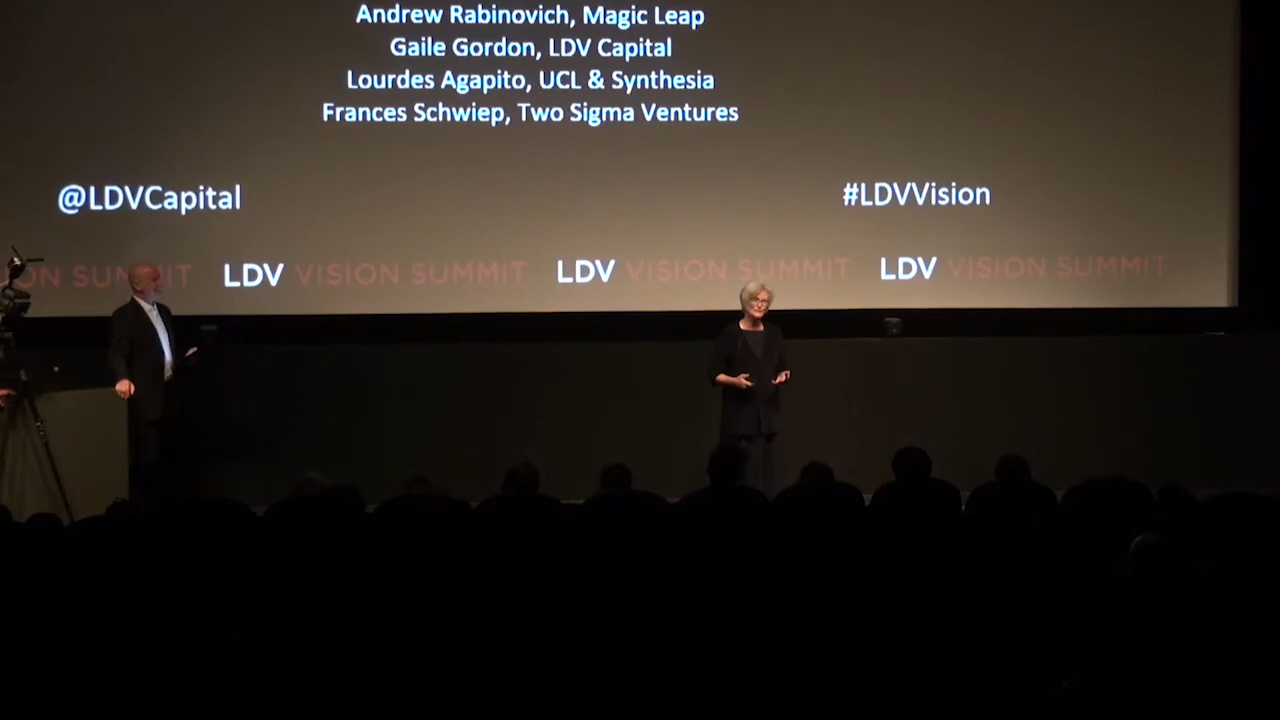 Andrew Rabinovich, Magic Leap
Gaile Gordon, LDV Capital
Lourdes Agapito, UCL & Synthesia
Frances Schwiep, Two Sigma Ventures
@LDVCapital #LDVVision
ON SUMMIT LDV VISION SUMMIT LDV VISION SUMMIT LDV VISION SUMMIT